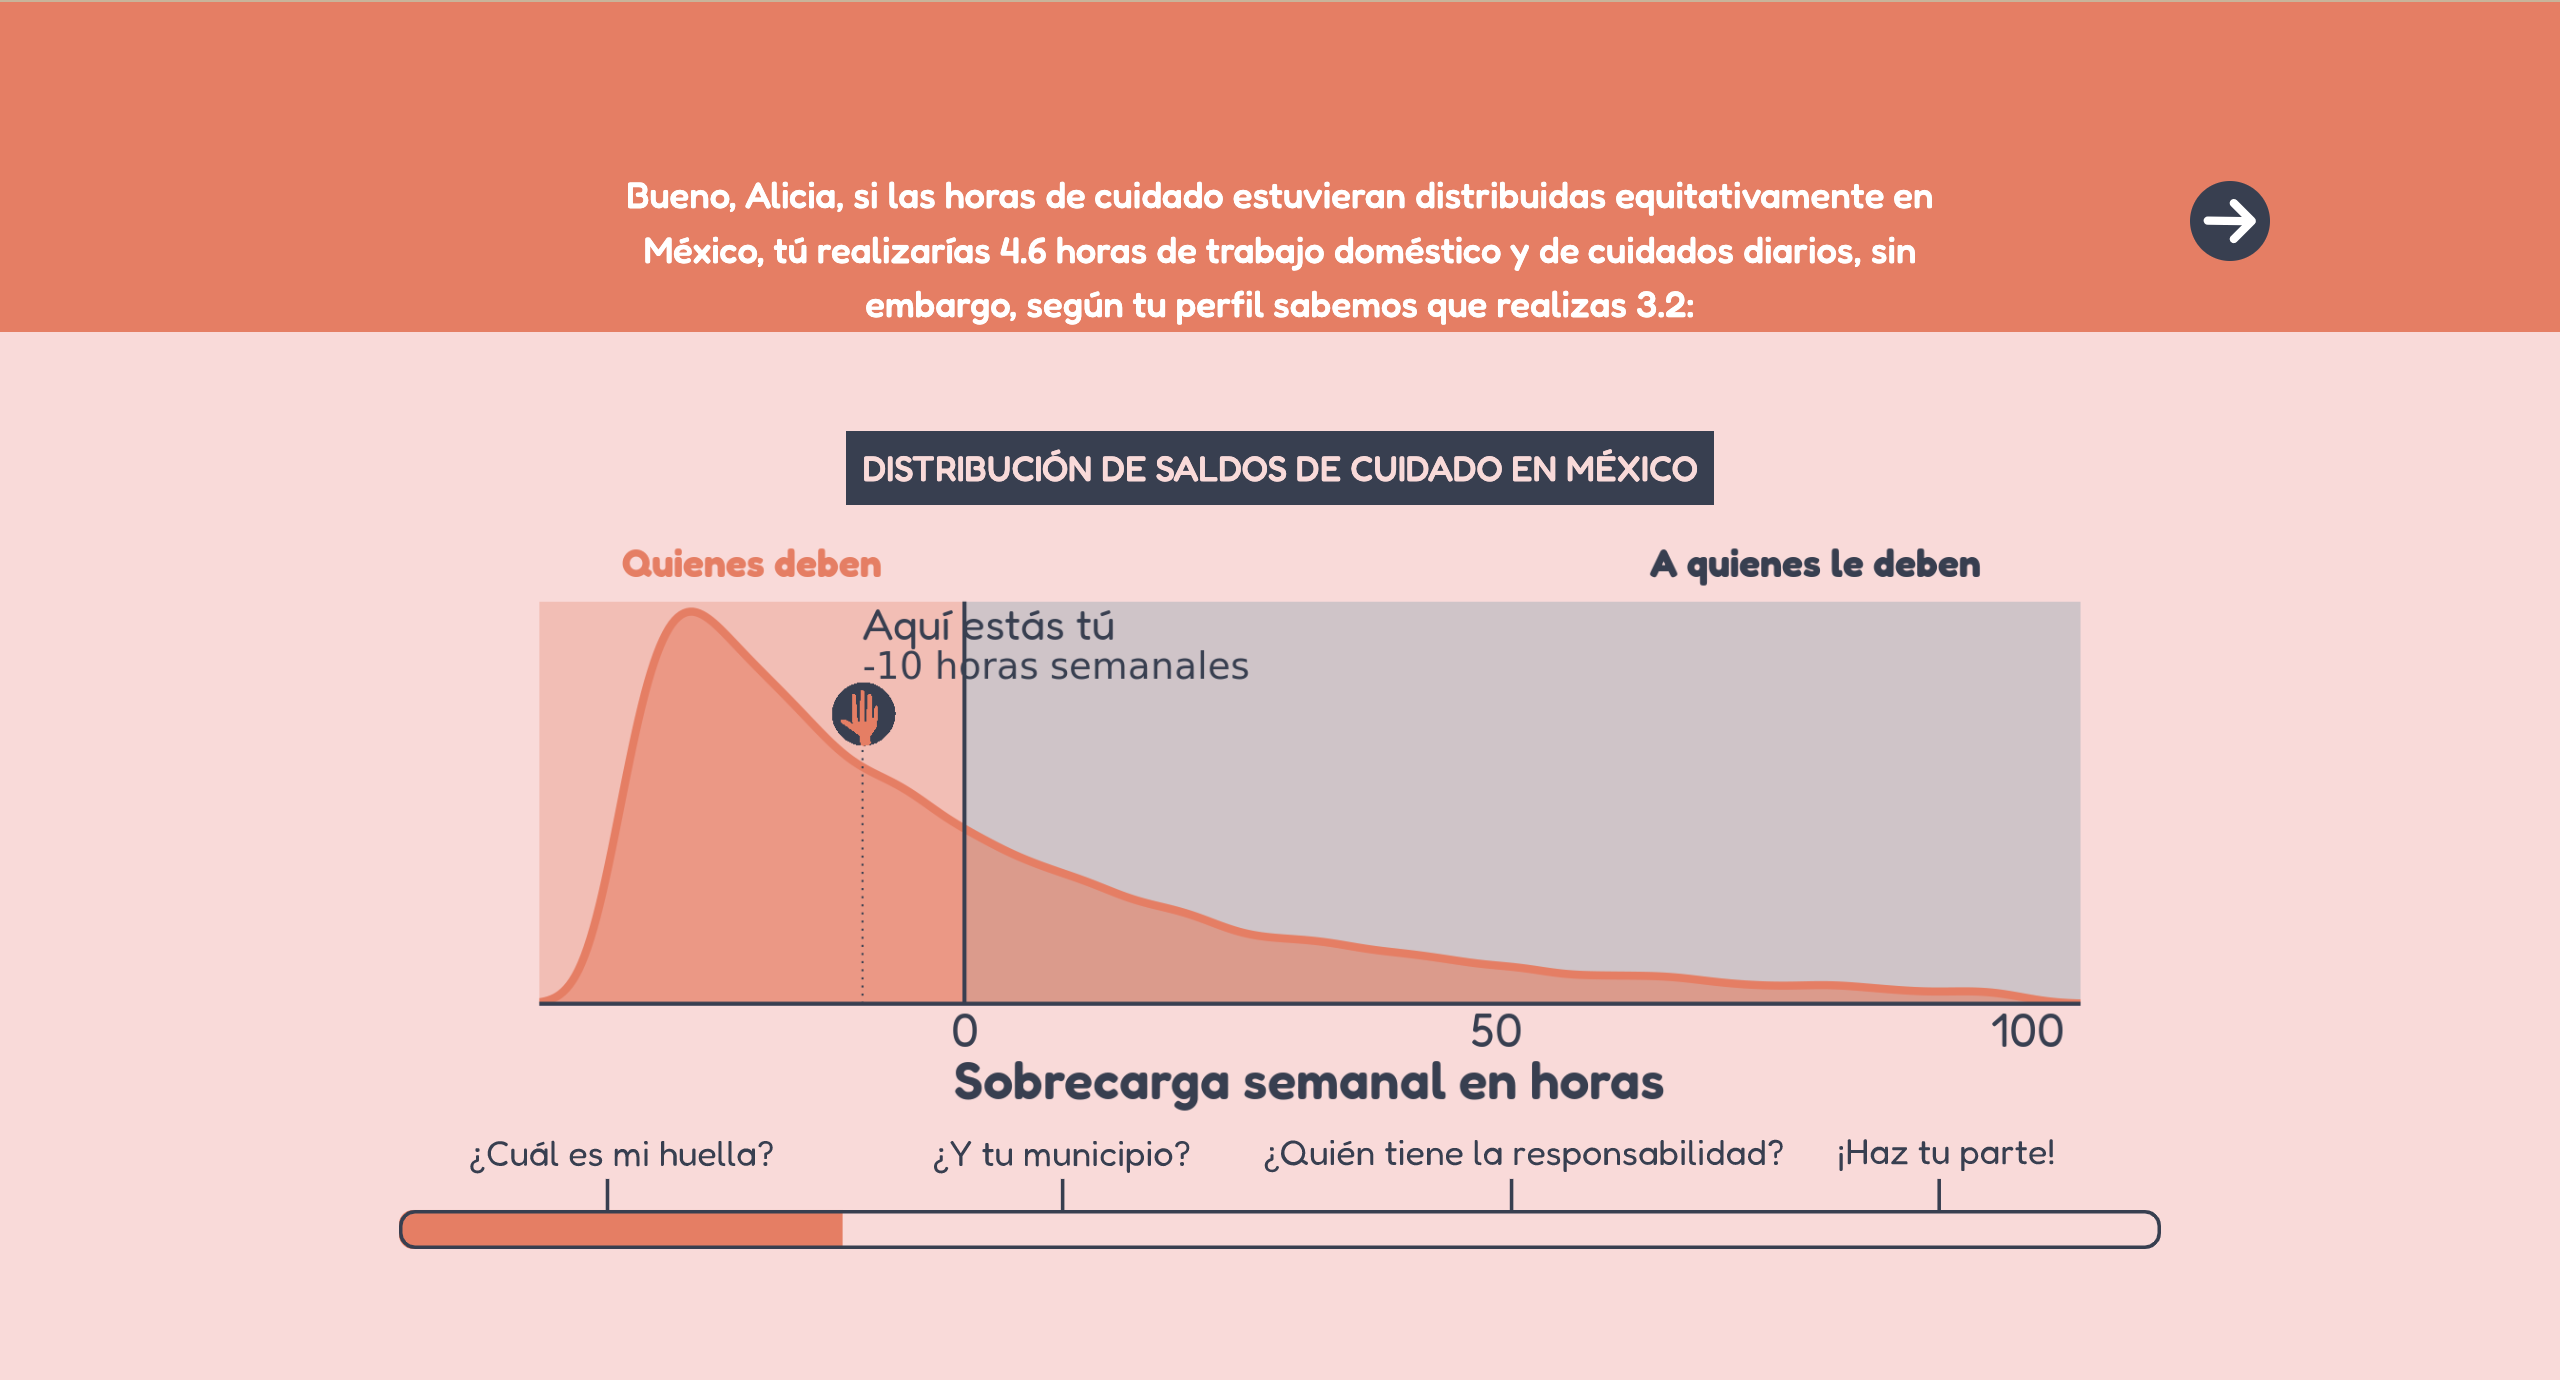 Bueno, Alicia, si las horas de cuidado estuvieran distribuidas equitativamente en
México, tú realizarías 4.6 horas de trabajo doméstico y de cuidados diarios, sin
embargo, según tu perfil sabemos que realizas 3.2:
DISTRIBUCIÓN DE SALDOS DE CUIDADO EN MÉXICO
Quienes deben
A quienes le deben
Aquí estás tú
-10 horas semanales
0 50 100
Sobrecarga semanal en horas
¿Cuál es mi huella? ¿Y tu municipio? ¿Quién tiene la responsabilidad? ¡Haz tu parte!